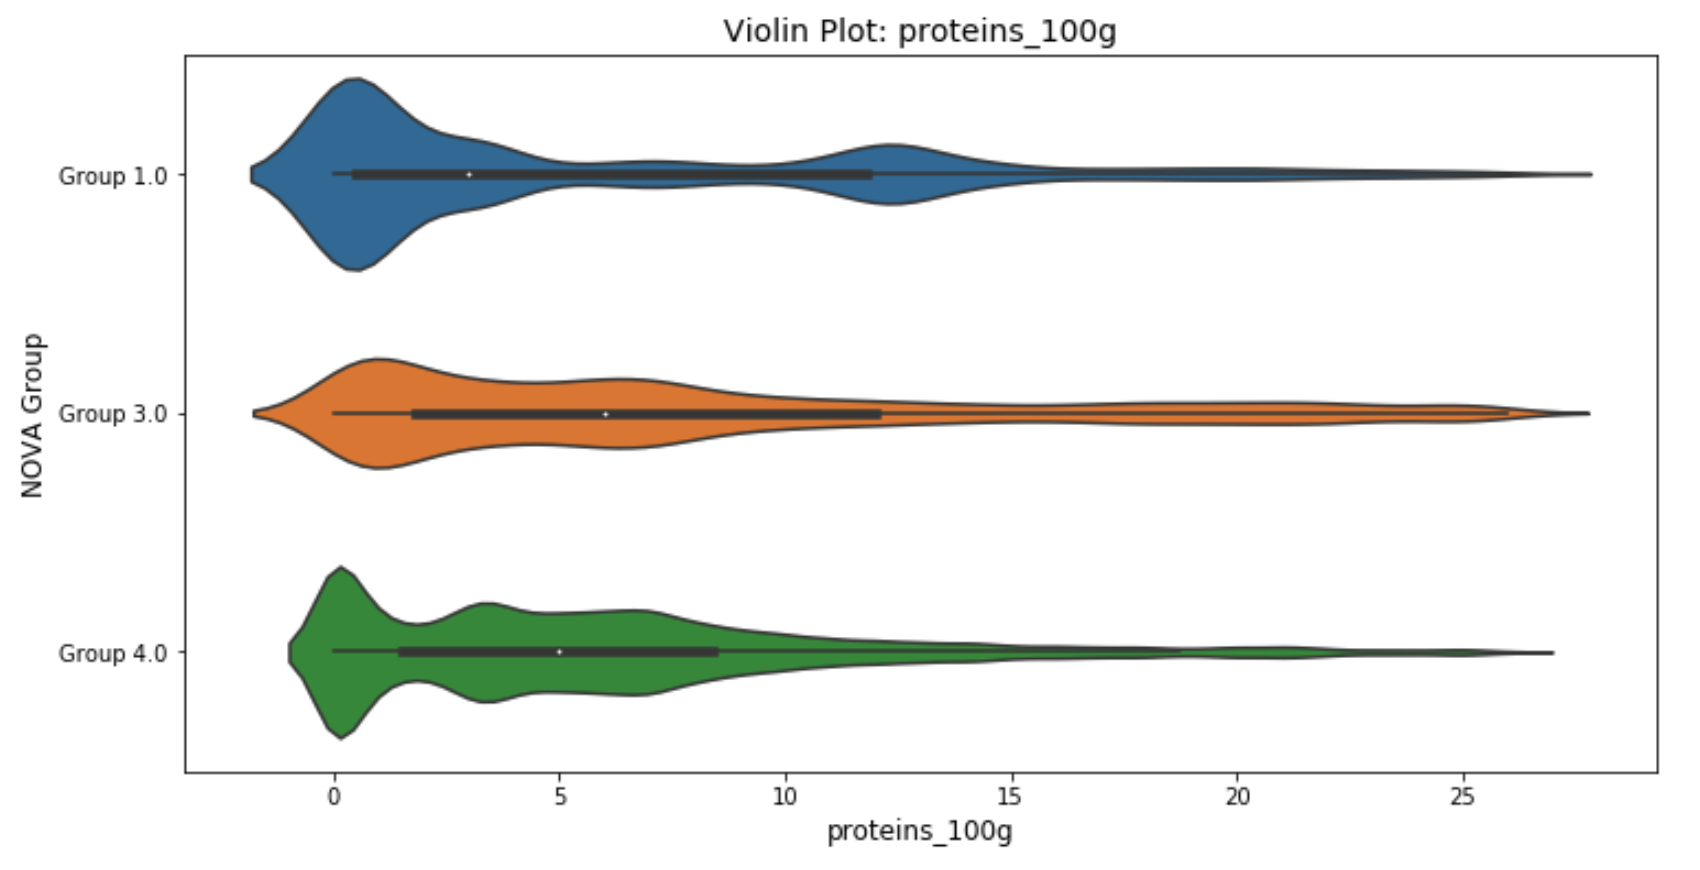 Violin Plot: proteins_100g
NOVA Group
Group 1.0
Group 3.0
Group 4.0
0 5 10 15 20 25
proteins_100g